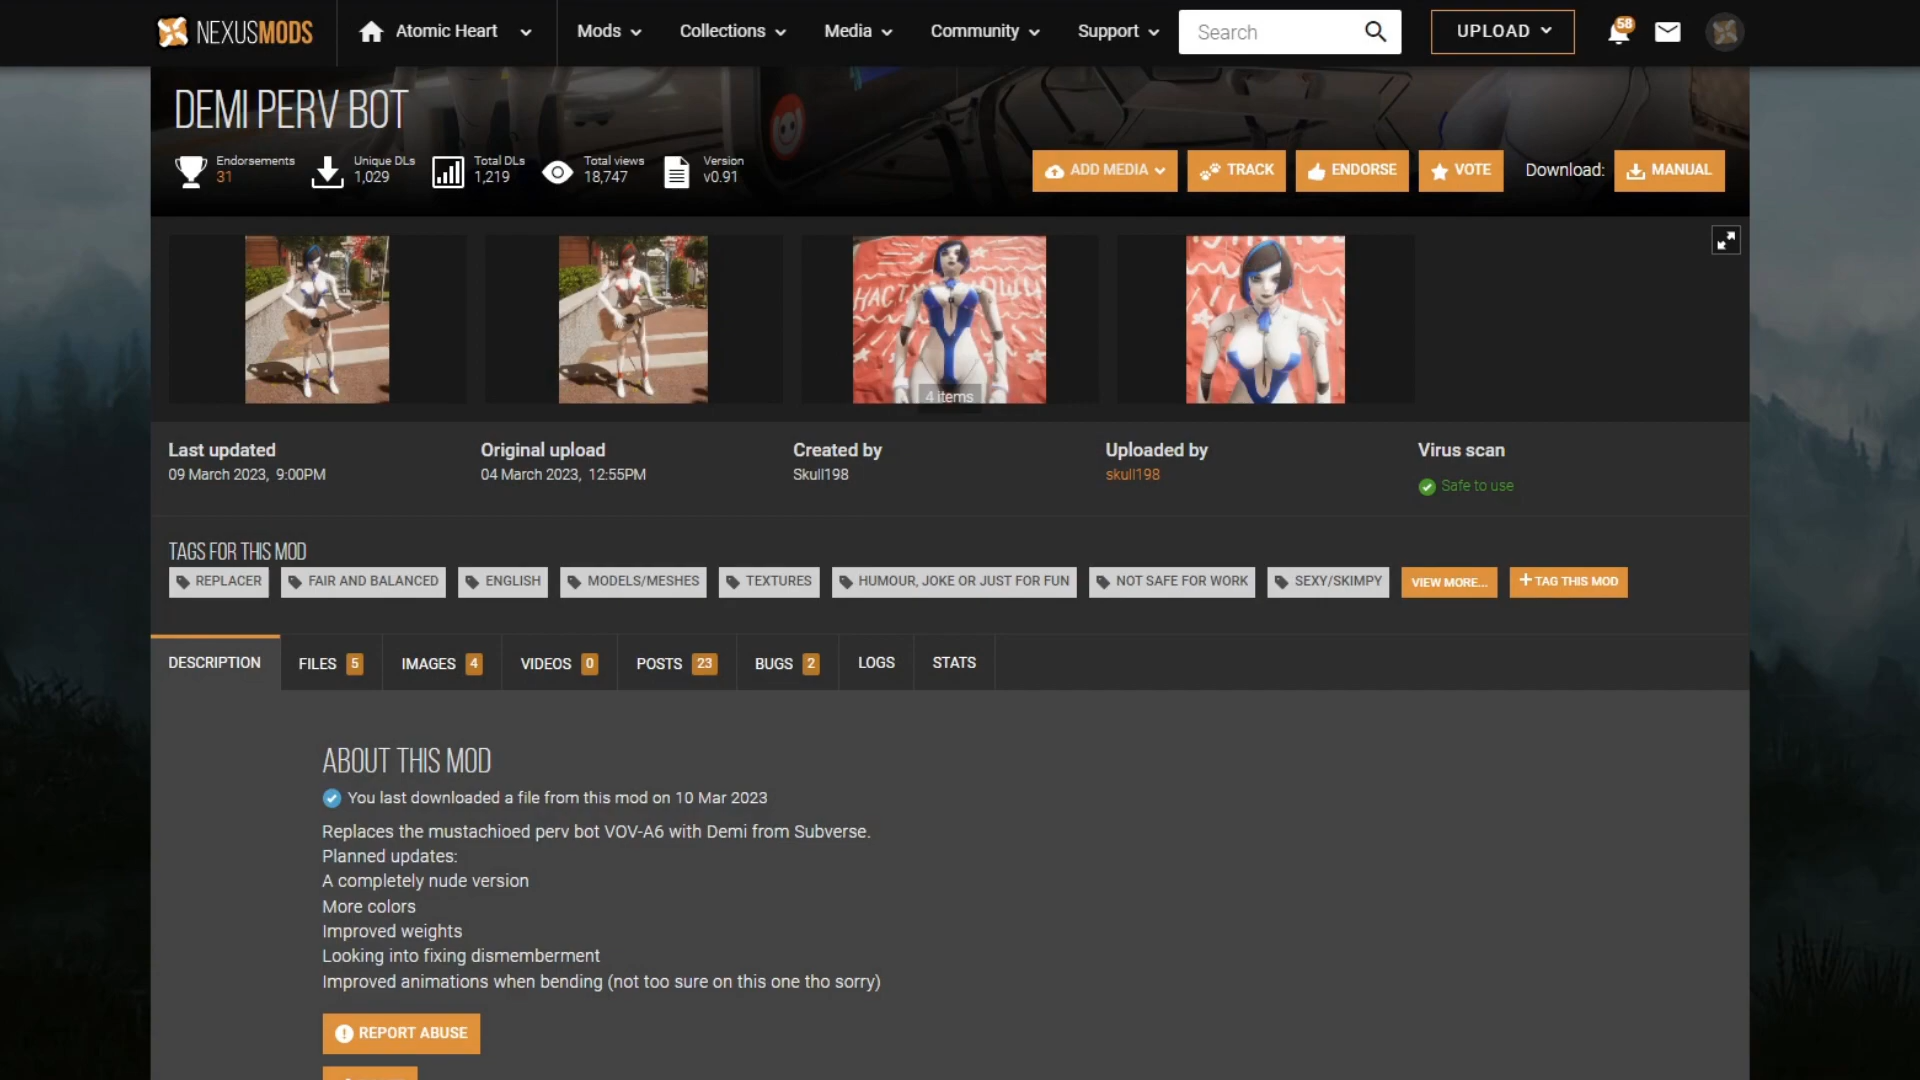 NEXUSMODS
Atomic Heart
Mods
Collections
Media
Community
Support
Search
UPLOAD
58
DEMI PERV BOT
Endorsements
31
Unique DLs
1,029
Total DLs
1,219
Total views
18,747
Version
v0.91
ADD MEDIA
TRACK
ENDORSE
VOTE
Download:
MANUAL
4 items
Last updated
09 March 2023, 9:00PM
Original upload
04 March 2023, 12:55PM
Created by
Skull198
Uploaded by
skull198
Virus scan
Safe to use
TAGS FOR THIS MOD
REPLACER
FAIR AND BALANCED
ENGLISH
MODELS/MESHES
TEXTURES
HUMOUR, JOKE OR JUST FOR FUN
NOT SAFE FOR WORK
SEXY/SKIMPY
VIEW MORE...
TAG THIS MOD
DESCRIPTION
FILES 5
IMAGES 4
VIDEOS 0
POSTS 23
BUGS 2
LOGS
STATS
ABOUT THIS MOD
You last downloaded a file from this mod on 10 Mar 2023
Replaces the mustachioed perv bot VOV-A6 with Demi from Subverse.
Planned updates:
A completely nude version
More colors
Improved weights
Looking into fixing dismemberment
Improved animations when bending (not too sure on this one tho sorry)
REPORT ABUSE